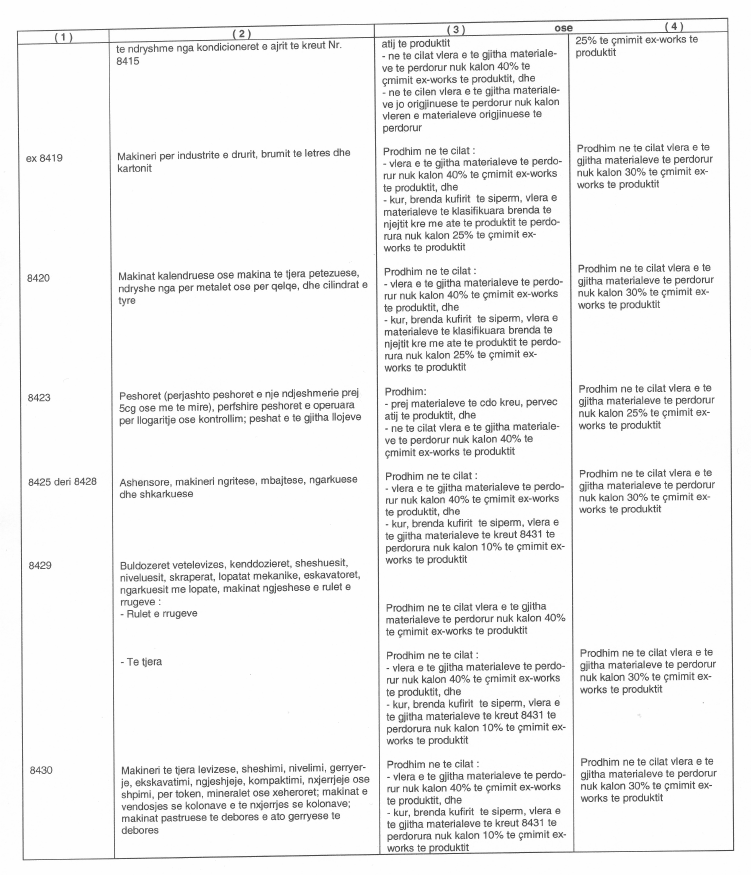 ( 1 ) ( 2 ) ( 3 ) ose ( 4 )
te ndryshme nga kondicioneret e ajrit te kreut Nr.
8415
atij te produktit
- ne te cilat vlera e te gjitha materiale-
ve te perdorur nuk kalon 40% te
çmimit ex-works te produktit, dhe
- ne te cilen vlera e te gjitha materiale-
ve jo origjinuese te perdorur nuk kalon
vleren e materialeve origjinuese te
perdorur
25% te çmimit ex-works te
produktit
ex 8419
Makineri per industrite e drurit, brumit te letres dhe
kartonit
Prodhim ne te cilat :
- vlera e te gjitha materialeve te perdo-
rur nuk kalon 40% te çmimit ex-works
te produktit, dhe
- kur, brenda kufirit te siperm, vlera e
materialeve te klasifikuara brenda te
njejtit kre me ate te produktit te perdo-
rura nuk kalon 25% te çmimit ex-
works te produktit
Prodhim ne te cilat vlera e te
gjitha materialeve te perdorur
nuk kalon 30% te çmimit ex-
works te produktit
8420
Makinat kalendruese ose makina te tjera petezuese,
ndryshe nga per metalet ose per qelqe, dhe cilindrat e
tyre
Prodhim ne te cilat :
- vlera e te gjitha materialeve te perdo-
rur nuk kalon 40% te çmimit ex-works
te produktit, dhe
- kur, brenda kufirit te siperm, vlera e
materialeve te klasifikuara brenda te
njejtit kre me ate te produktit te perdo-
rura nuk kalon 25% te çmimit ex-
works te produktit
Prodhim ne te cilat vlera e te
gjitha materialeve te perdorur
nuk kalon 30% te çmimit ex-
works te produktit
8423
Peshoret (perjashto peshoret e nje ndjeshmerie prej
5cg ose me te mire), perfshire peshoret e operuara
per llogaritje ose kontrollim; peshat e te gjitha llojeve
Prodhim:
- prej materialeve te cdo kreu, pervec
atij te produktit, dhe
- ne te cilat vlera e te gjitha materiale-
ve te perdorur nuk kalon 40% te
çmimit ex-works te produktit
Prodhim ne te cilat vlera e te
gjitha materialeve te perdorur
nuk kalon 25% te çmimit ex-
works te produktit
8425 deri 8428
Ashensore, makineri ngritese, mbajtese, ngarkuese
dhe shkarkuese
Prodhim ne te cilat :
- vlera e te gjitha materialeve te perdo-
rur nuk kalon 40% te çmimit ex-works
te produktit, dhe
- kur, brenda kufirit te siperm, vlera e
te gjitha materialeve te kreut 8431 te
perdorura nuk kalon 10% te çmimit ex-
works te produktit
Prodhim ne te cilat vlera e te
gjitha materialeve te perdorur
nuk kalon 30% te çmimit ex-
works te produktit
8429
Buldozeret vetelevizes, kenddozieret, sheshuesit,
niveluesit, skraperat, lopatat mekanike, eskavatoret,
ngarkuesit me lopate, makinat ngjeshese e rulet e
rrugeve :
- Rulet e rrugeve
Prodhim ne te cilat vlera e te gjitha
materialeve te perdorur nuk kalon 40%
te çmimit ex-works te produktit
- Te tjera
Prodhim ne te cilat :
- vlera e te gjitha materialeve te perdo-
rur nuk kalon 40% te çmimit ex-works
te produktit, dhe
- kur, brenda kufirit te siperm, vlera e
te gjitha materialeve te kreut 8431 te
perdorura nuk kalon 10% te çmimit ex-
works te produktit
Prodhim ne te cilat vlera e te
gjitha materialeve te perdorur
nuk kalon 30% te çmimit ex-
works te produktit
8430
Makineri te tjera levizese, sheshimi, nivelimi, gerryer-
je, ekskavatimi, ngjeshjeje, kompaktimi, nxjerrjeje ose
shpimi, per token, mineralet ose xeheroret; makinat e
vendosjes se kolonave e te nxjerrjes se kolonave;
makinat pastruese te debores e ato gerryese te
debores
Prodhim ne te cilat :
- vlera e te gjitha materialeve te perdo-
rur nuk kalon 40% te çmimit ex-works
te produktit, dhe
- kur, brenda kufirit te siperm, vlera e
te gjitha materialeve te kreut 8431 te
perdorura nuk kalon 10% te çmimit ex-
works te produktit
Prodhim ne te cilat vlera e te
gjitha materialeve te perdorur
nuk kalon 30% te çmimit ex-
works te produktit